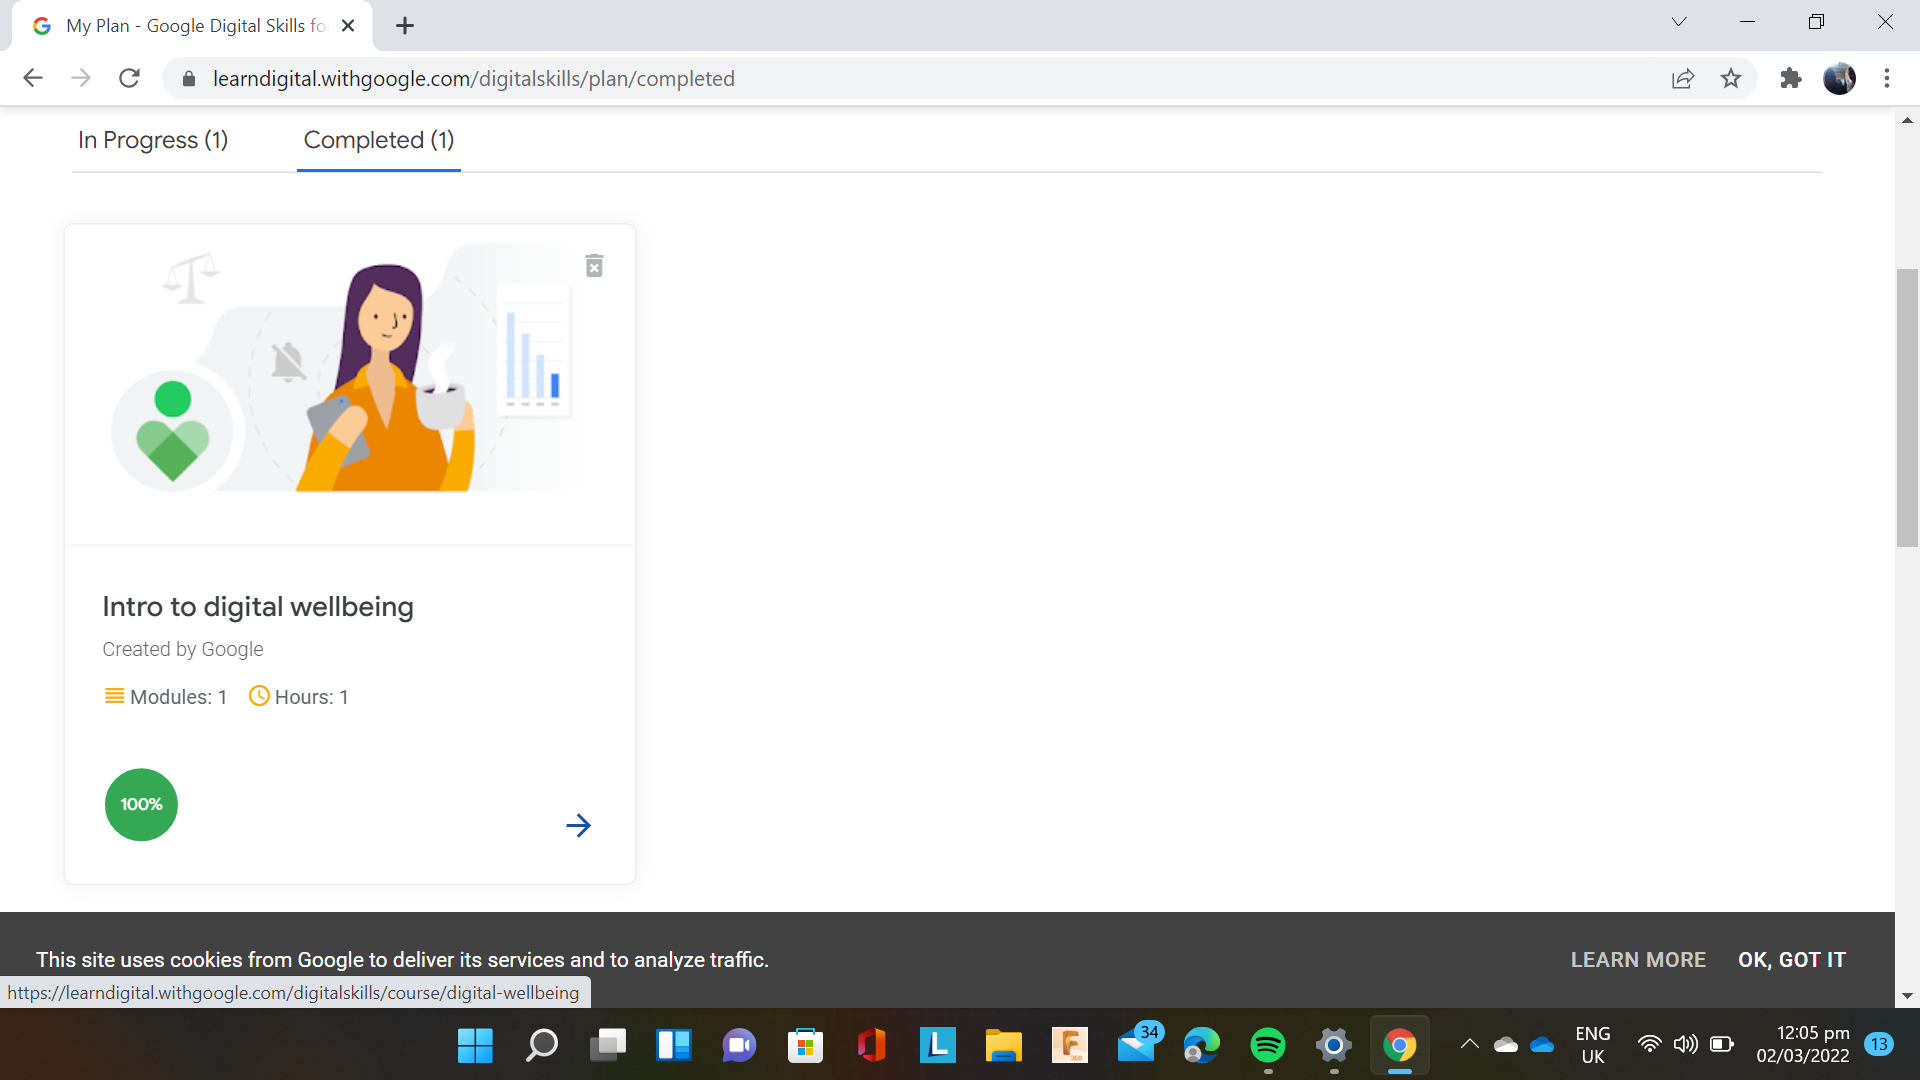 My Plan - Google Digital Skills fo
learndigital.withgoogle.com/digitalskills/plan/completed
In Progress (1)
Completed (1)
Intro to digital wellbeing
Created by Google
Modules: 1
Hours: 1
100%
This site uses cookies from Google to deliver its services and to analyze traffic.
LEARN MORE
OK, GOT IT
https://learndigital.withgoogle.com/digitalskills/course/digital-wellbeing
L
F
360
34
ENG
UK
12:05 pm
02/03/2022
13